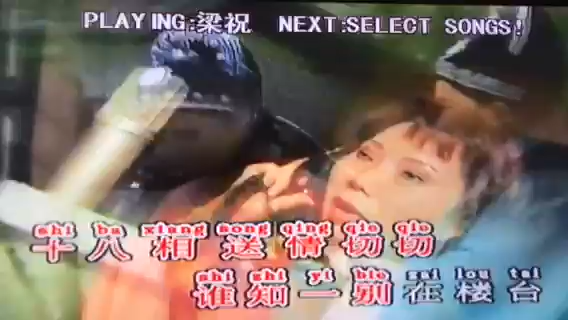 PLAYING:梁祝 NEXT:SELECT SONGS!
shi ba xiang song qing qie qie
十八相送情切切
shi zhi yi bie zai lou tai
谁知一别在楼台